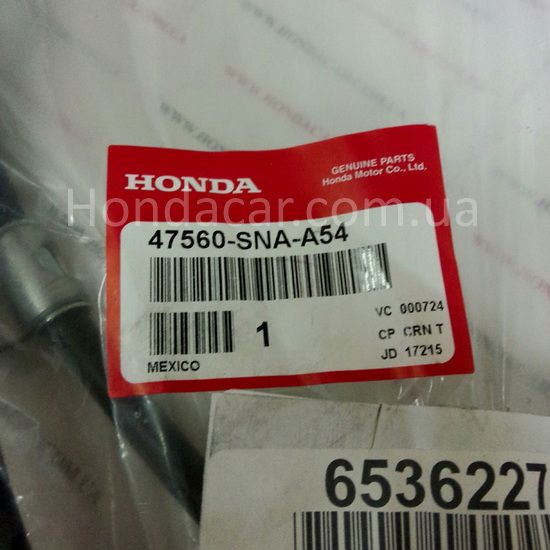 GENUINE PARTS
Honda Motor Co., Ltd.
HONDA
Hondacar.com.ua
47560-SNA-A54
VC 000724
1
CP CRN T
JD 17215
MEXICO
6536227